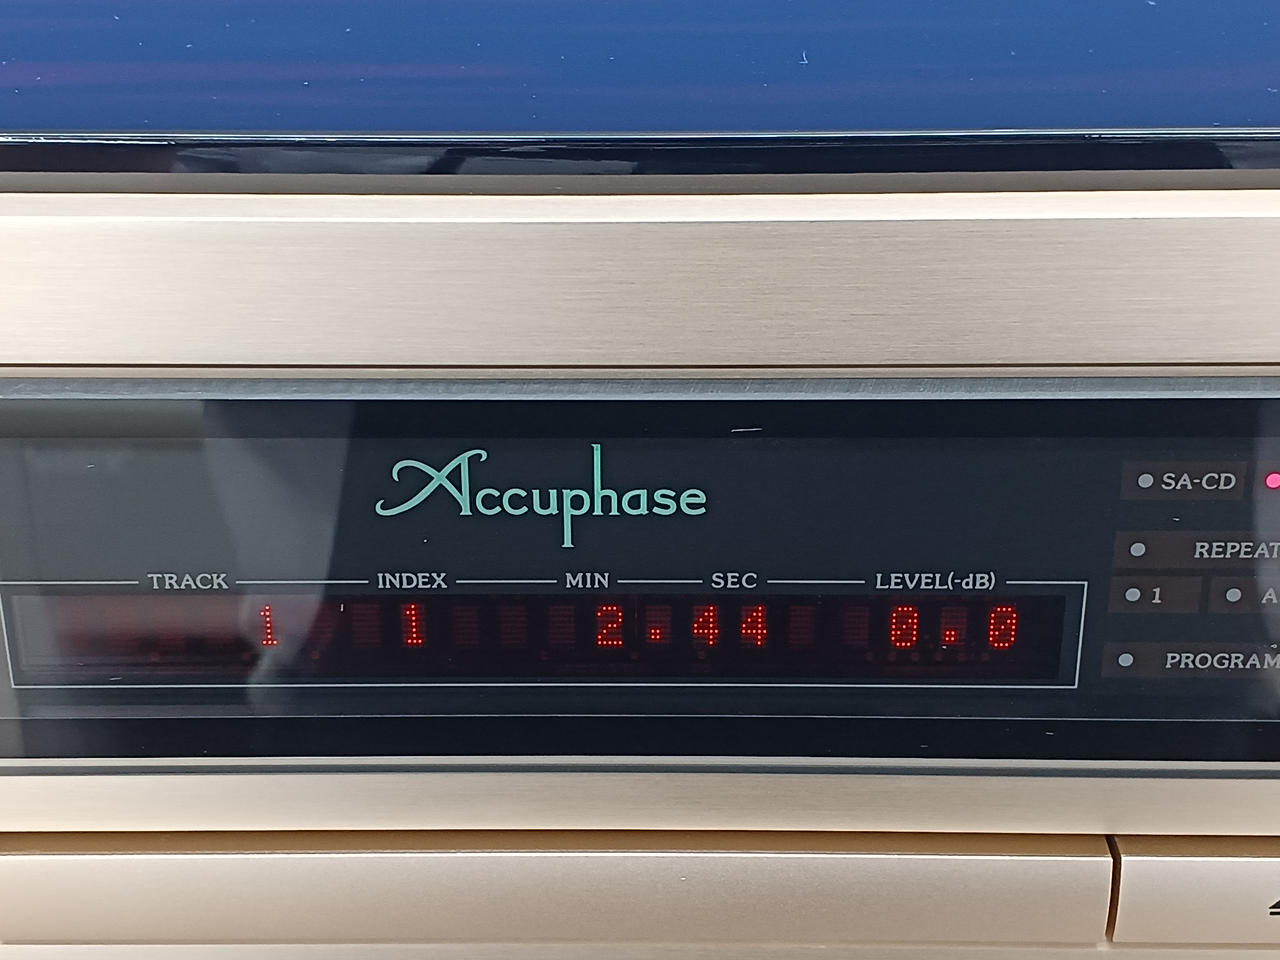 Accuphase
SA-CD
REPEAT
TRACK INDEX MIN SEC LEVEL(-dB)
1 A
1 1 2.44 0.0
PROGRAM